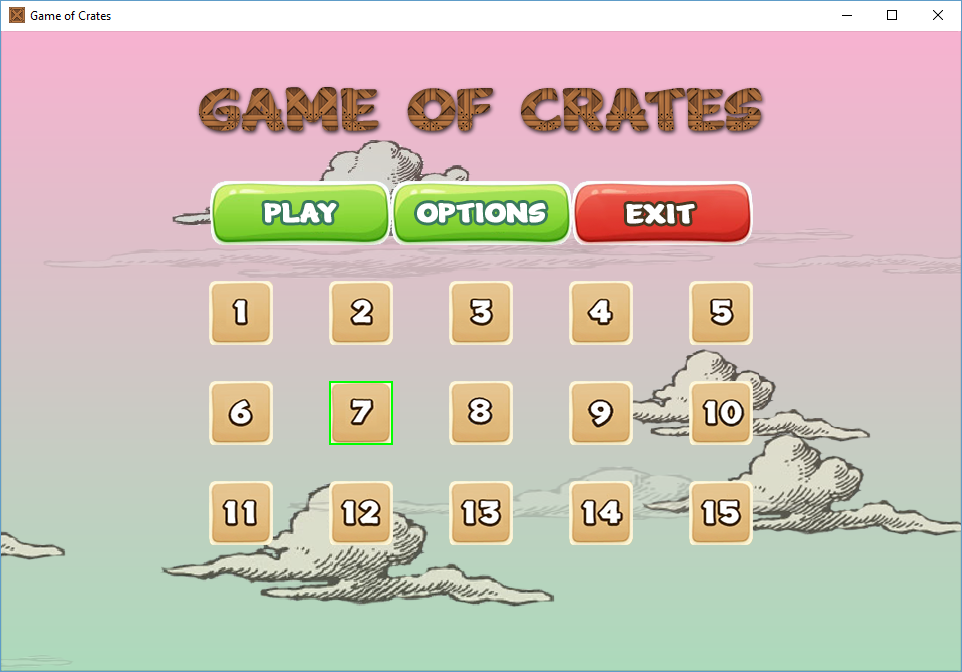 Game of Crates
GAME OF CRATES
PLAY OPTIONS EXIT
1 2 3 4 5
6 7 8 9 10
11 12 13 14 15